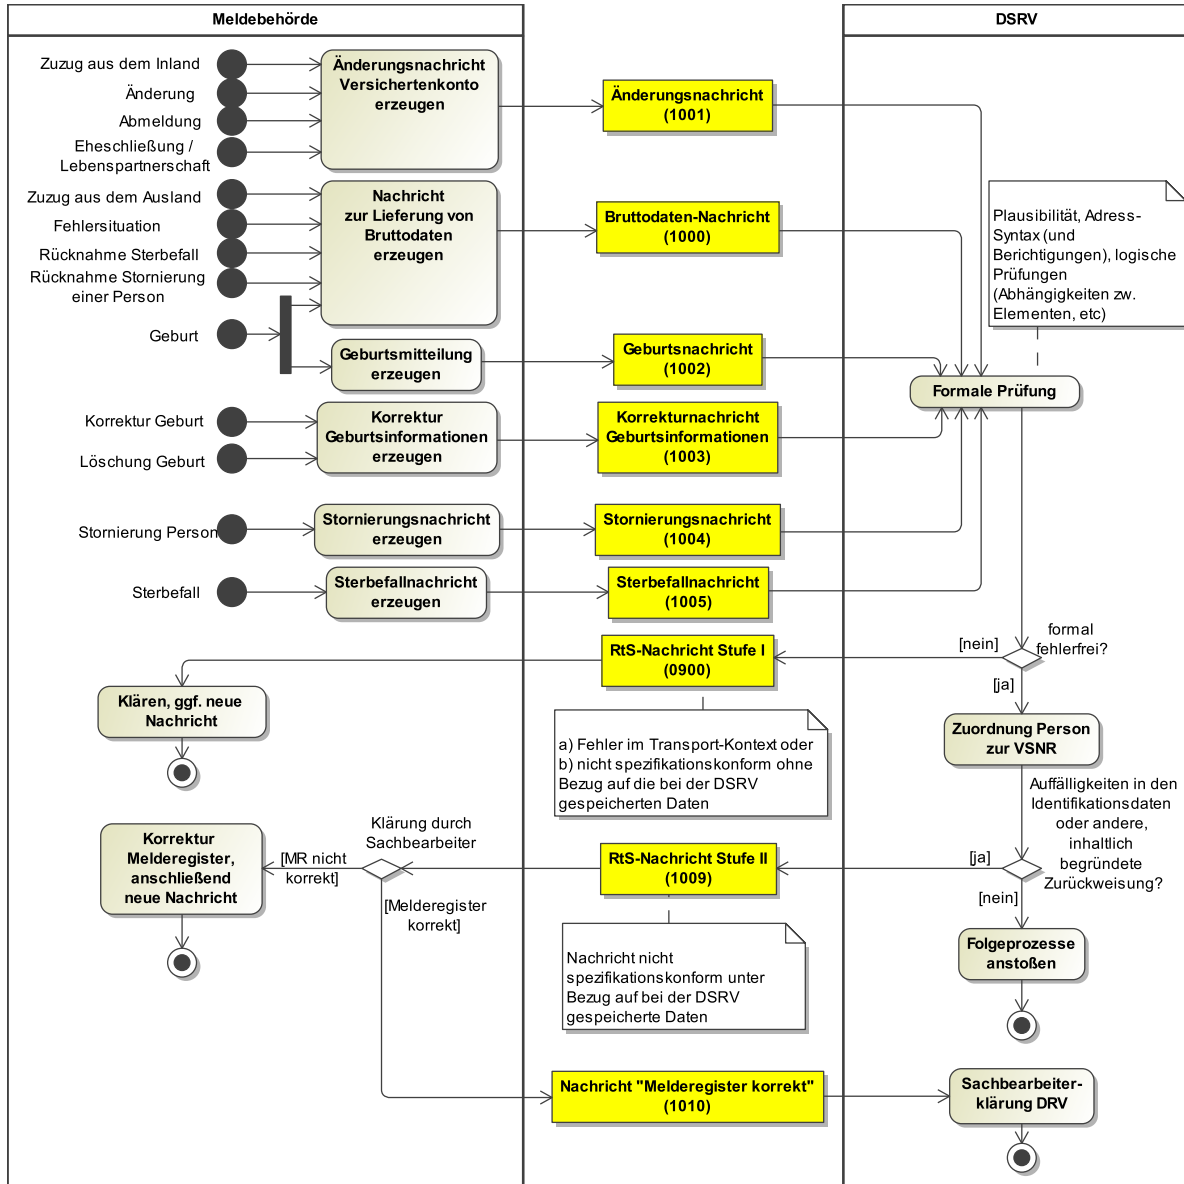 Meldebehörde
DSRV
Zuzug aus dem Inland
Änderung
Abmeldung
Eheschließung /
Lebenspartnerschaft
Änderungsnachricht
Versichertenkonto
erzeugen
Änderungsnachricht
(1001)
Zuzug aus dem Ausland
Fehlersituation
Rücknahme Sterbefall
Rücknahme Stornierung
einer Person
Nachricht
zur Lieferung von
Bruttodaten
erzeugen
Bruttodaten-Nachricht
(1000)
Plausibilität, Adress-
Syntax (und
Berichtigungen), logische
Prüfungen
(Abhängigkeiten zw.
Elementen, etc)
Geburt
Geburtsmitteilung
erzeugen
Geburtsnachricht
(1002)
Formale Prüfung
Korrektur Geburt
Löschung Geburt
Korrektur
Geburtsinformationen
erzeugen
Korrekturnachricht
Geburtsinformationen
(1003)
Stornierung Person
Stornierungsnachricht
erzeugen
Stornierungsnachricht
(1004)
Sterbefall
Sterbefallnachricht
erzeugen
Sterbefallnachricht
(1005)
RtS-Nachricht Stufe I
(0900)
[nein]
formal
fehlerfrei?
[ja]
Klären, ggf. neue
Nachricht
a) Fehler im Transport-Kontext oder
b) nicht spezifikationskonform ohne
Bezug auf die bei der DSRV
gespeicherten Daten
Zuordnung Person
zur VSNR
Auffälligkeiten in den
Identifikationsdaten
oder andere,
inhaltlich
begründete
Zurückweisung?
Korrektur
Melderegister,
anschließend
neue Nachricht
[MR nicht
korrekt]
Klärung durch
Sachbearbeiter
[Melderegister
korrekt]
RtS-Nachricht Stufe II
(1009)
[ja]
[nein]
Nachricht nicht
spezifikationskonform unter
Bezug auf bei der DSRV
gespeicherte Daten
Folgeprozesse
anstoßen
Nachricht "Melderegister korrekt"
(1010)
Sachbearbeiter-
klärung DRV